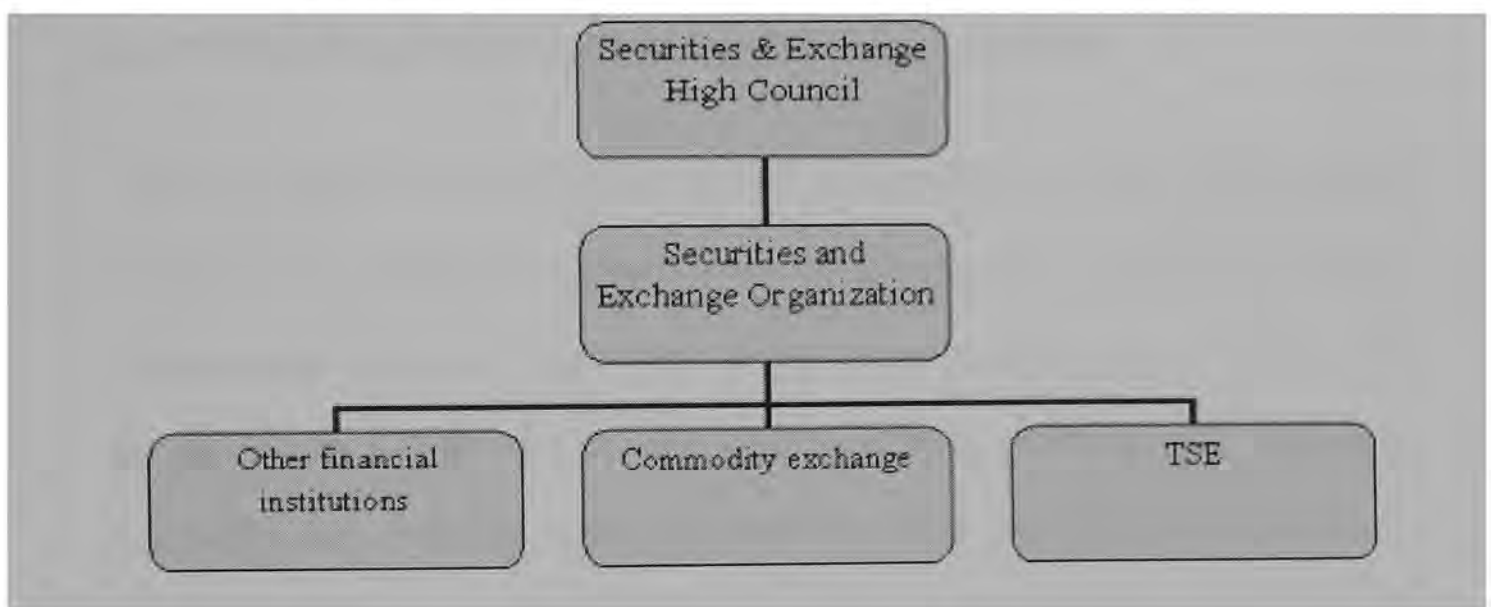 Securities & Exchange
High Council
Securities and
Exchange Organization
Other financial
institutions
Commodity exchange
TSE